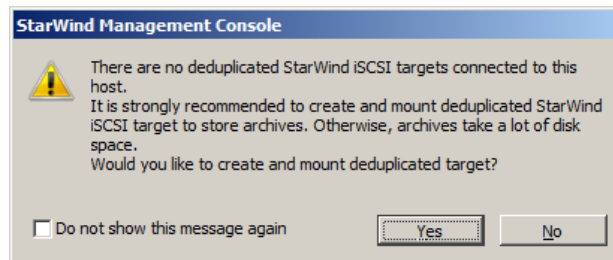 StarWind Management Console
There are no deduplicated StarWind iSCSI targets connected to this
host.
It is strongly recommended to create and mount deduplicated StarWind
iSCSI target to store archives. Otherwise, archives take a lot of disk
space.
Would you like to create and mount deduplicated target?
Do not show this message again
Yes
No